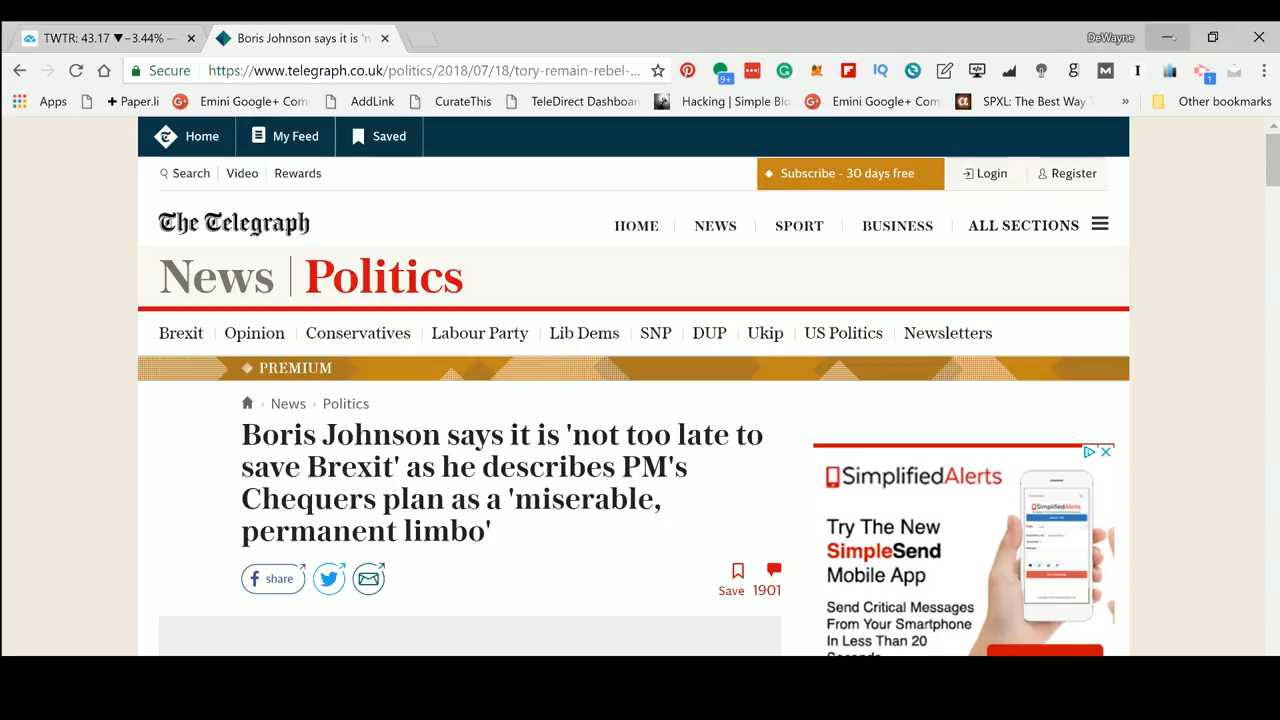 TWTR: 43.17 ▼−3.44% —
Boris Johnson says it is 'n
DeWayne
Secure https://www.telegraph.co.uk/politics/2018/07/18/tory-remain-rebel-...
9+
IQ
1
Apps
+ Paper.li
Emini Google+ Com
AddLink
CurateThis
TeleDirect Dashboa
Hacking | Simple Blo
Emini Google+ Com
SPXL: The Best Way T
»
Other bookmarks
Home
My Feed
Saved
Search
Video
Rewards
Subscribe - 30 days free
Login
Register
The Telegraph
HOME
NEWS
SPORT
BUSINESS
ALL SECTIONS
News | Politics
Brexit
Opinion
Conservatives
Labour Party
Lib Dems
SNP
DUP
Ukip
US Politics
Newsletters
PREMIUM
› News › Politics
Boris Johnson says it is 'not too late to
save Brexit' as he describes PM's
Chequers plan as a 'miserable,
permanent limbo'
share
Save
1901
SimplifiedAlerts
Try The New
SimpleSend
Mobile App
Send Critical Messages
From Your Smartphone
In Less Than 20